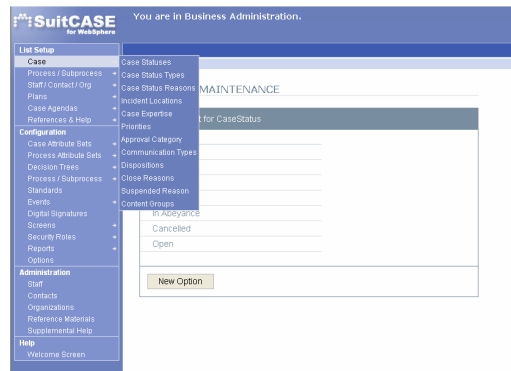 SuitCASE
for WebSphere
You are in Business Administration.
List Setup
Case
Process / Subprocess
Staff / Contact / Org
Plans
Case Agendas
References & Help
Configuration
Case Attribute Sets
Process Attribute Sets
Decision Trees
Process / Subprocess
Standards
Events
Digital Signatures
Screens
Security Roles
Reports
Options
Administration
Staff
Contacts
Organizations
Reference Materials
Supplemental Help
Help
Welcome Screen
Case Statuses
Case Status Types
Case Status Reasons
Incident Locations
Case Expertise
Priorities
Approval Category
Communication Types
Dispositions
Close Reasons
Suspended Reason
Content Groups
MAINTENANCE
t for CaseStatus
In Abeyance
Cancelled
Open
New Option